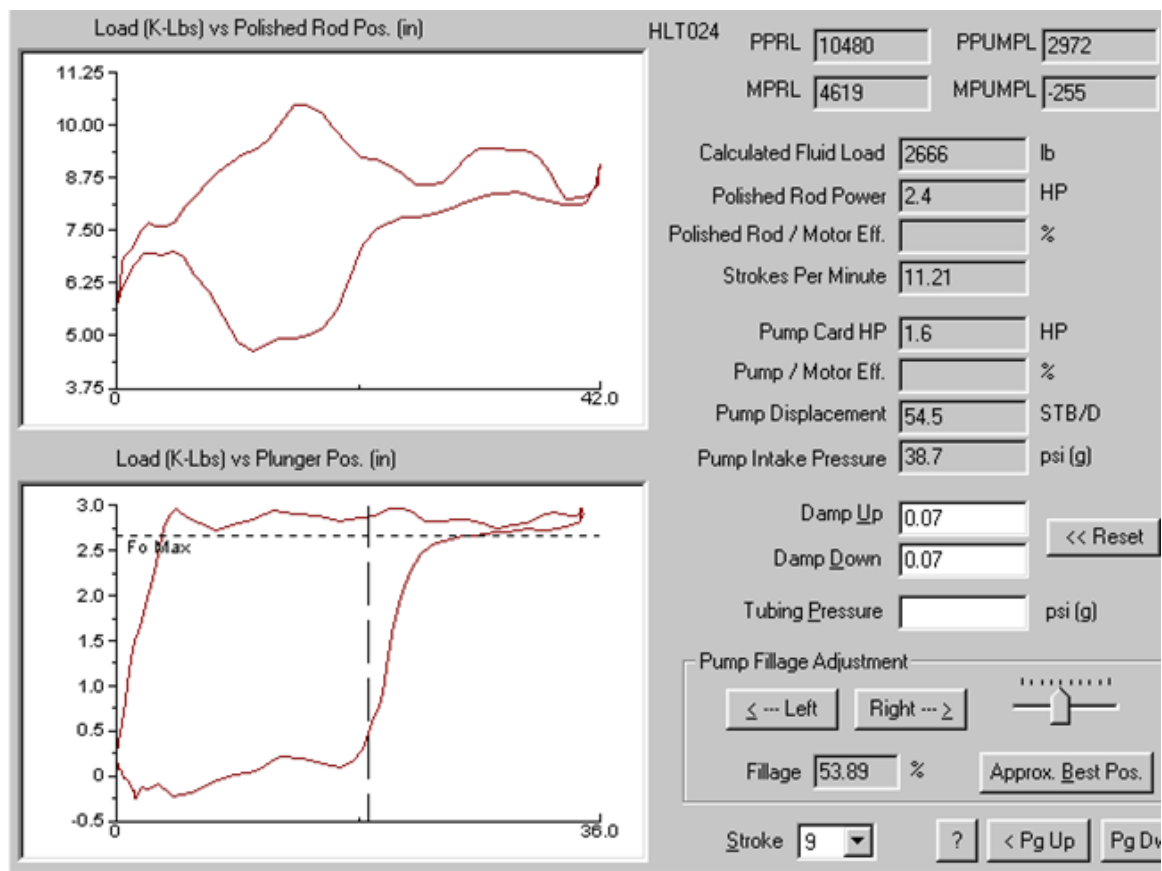 Load (K-Lbs) vs Polished Rod Pos. (in)
11.25
10.00
8.75
7.50
6.25
5.00
3.75
0 42.0
Load (K-Lbs) vs Plunger Pos. (in)
3.0
Fo Max
2.5
2.0
1.5
1.0
0.5
0
-0.5
0 36.0
HLT024
PPRL 10480 PPUMPL 2972
MPRL 4619 MPUMPL -255
Calculated Fluid Load 2666 lb
Polished Rod Power 2.4 HP
Polished Rod / Motor Eff. %
Strokes Per Minute 11.21
Pump Card HP 1.6 HP
Pump / Motor Eff. %
Pump Displacement 54.5 STB/D
Pump Intake Pressure 38.7 psi (g)
Damp Up 0.07
<< Reset
Damp Down 0.07
Tubing Pressure psi (g)
Pump Fillage Adjustment
< --- Left Right --- >
Fillage 53.89 % Approx. Best Pos.
Stroke 9 ? < Pg Up Pg Dw